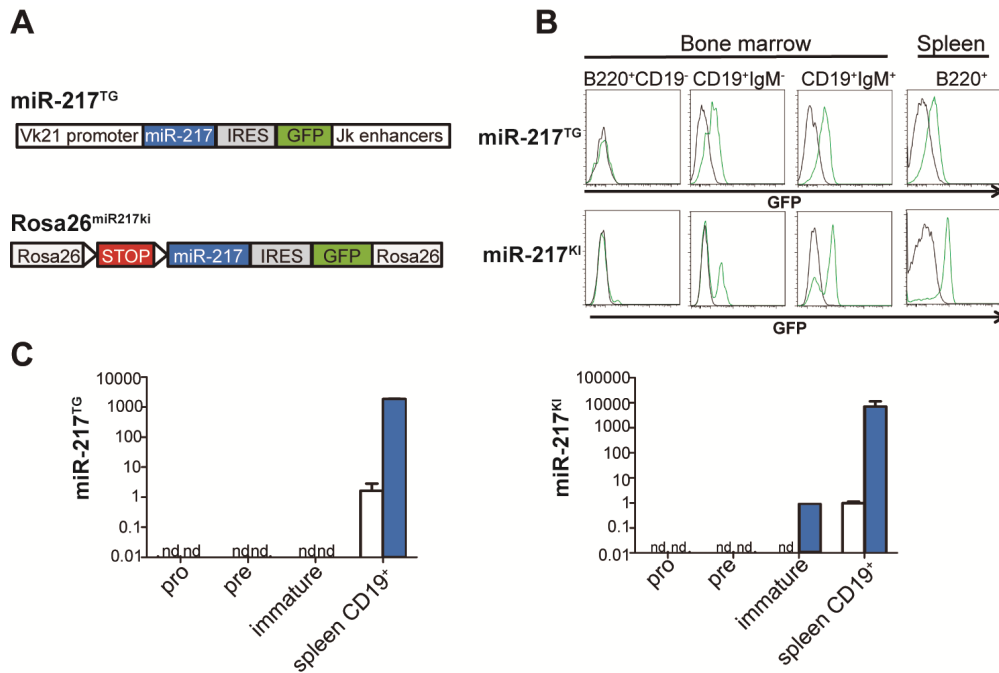 A
miR-217TG
Vk21 promoter miR-217 IRES GFP Jk enhancers
Rosa26miR217ki
Rosa26 STOP miR-217 IRES GFP Rosa26
B
Bone marrow Spleen
B220+CD19- CD19+IgM- CD19+IgM+ B220+
miR-217TG
GFP
miR-217KI
GFP
C
miR-217TG
10000
1000
100
10
1
0.1
0.01
nd nd nd nd nd nd
pro pre immature spleen CD19+
miR-217KI
100000
10000
1000
100
10
1
0.1
0.01
nd. nd. nd. nd. nd
pro pre immature spleen CD19+